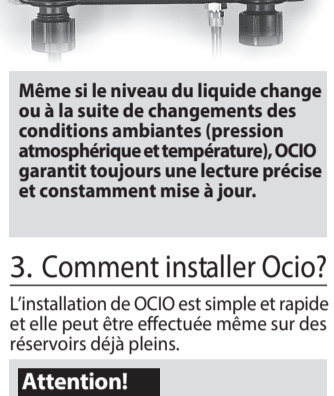 Même si le niveau du liquide change
ou à la suite de changements des
conditions ambiantes (pression
atmosphérique et température), OCIO
garantit toujours une lecture précise
et constamment mise à jour.
3. Comment installer Ocio?
L'installation de OCIO est simple et rapide
et elle peut être effectuée même sur des
réservoirs déjà pleins.
Attention!